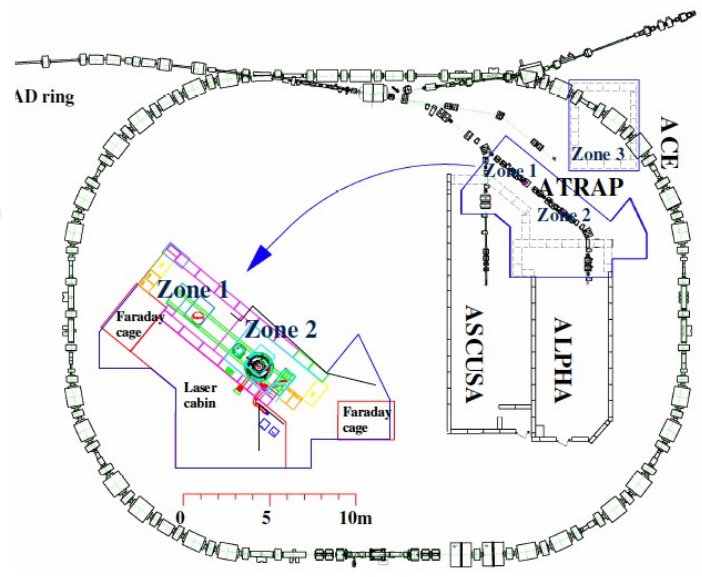 AD ring
Zone 3
ACE
Zone 1
ATRAP
Zone 2
ASCUSA
ALPHA
Zone 1
Zone 2
Faraday
cage
Laser
cabin
Faraday
cage
0 5 10m